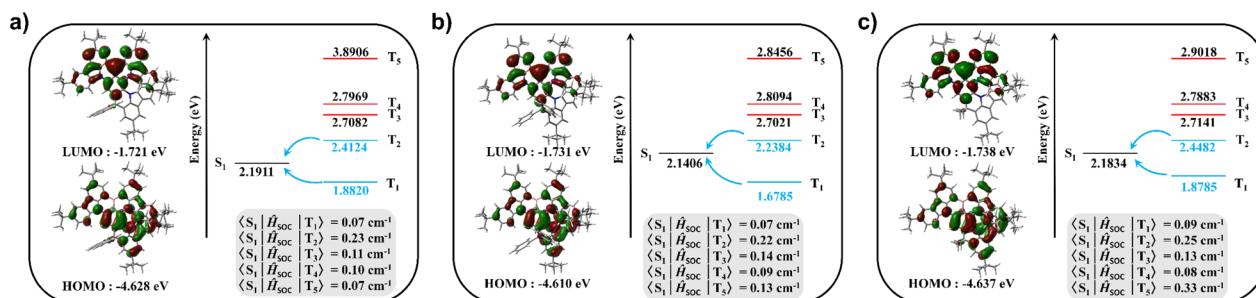 a)
LUMO : -1.721 eV
HOMO : -4.628 eV
Energy (eV)
3.8906 T5
2.7969 T4
T3
2.7082
T2
2.4124
S1
2.1911
T1
1.8820
⟨S1 | ĤSOC | T1⟩ = 0.07 cm-1
⟨S1 | ĤSOC | T2⟩ = 0.23 cm-1
⟨S1 | ĤSOC | T3⟩ = 0.11 cm-1
⟨S1 | ĤSOC | T4⟩ = 0.10 cm-1
⟨S1 | ĤSOC | T5⟩ = 0.07 cm-1
b)
LUMO : -1.731 eV
HOMO : -4.610 eV
Energy (eV)
2.8456 T5
2.8094 T4
T3
2.7021
T2
2.2384
S1
2.1406
T1
1.6785
⟨S1 | ĤSOC | T1⟩ = 0.07 cm-1
⟨S1 | ĤSOC | T2⟩ = 0.22 cm-1
⟨S1 | ĤSOC | T3⟩ = 0.14 cm-1
⟨S1 | ĤSOC | T4⟩ = 0.09 cm-1
⟨S1 | ĤSOC | T5⟩ = 0.13 cm-1
c)
LUMO : -1.738 eV
HOMO : -4.637 eV
Energy (eV)
2.9018 T5
2.7883 T4
T3
2.7141
T2
2.4482
S1
2.1834
T1
1.8785
⟨S1 | ĤSOC | T1⟩ = 0.09 cm-1
⟨S1 | ĤSOC | T2⟩ = 0.25 cm-1
⟨S1 | ĤSOC | T3⟩ = 0.13 cm-1
⟨S1 | ĤSOC | T4⟩ = 0.08 cm-1
⟨S1 | ĤSOC | T5⟩ = 0.33 cm-1